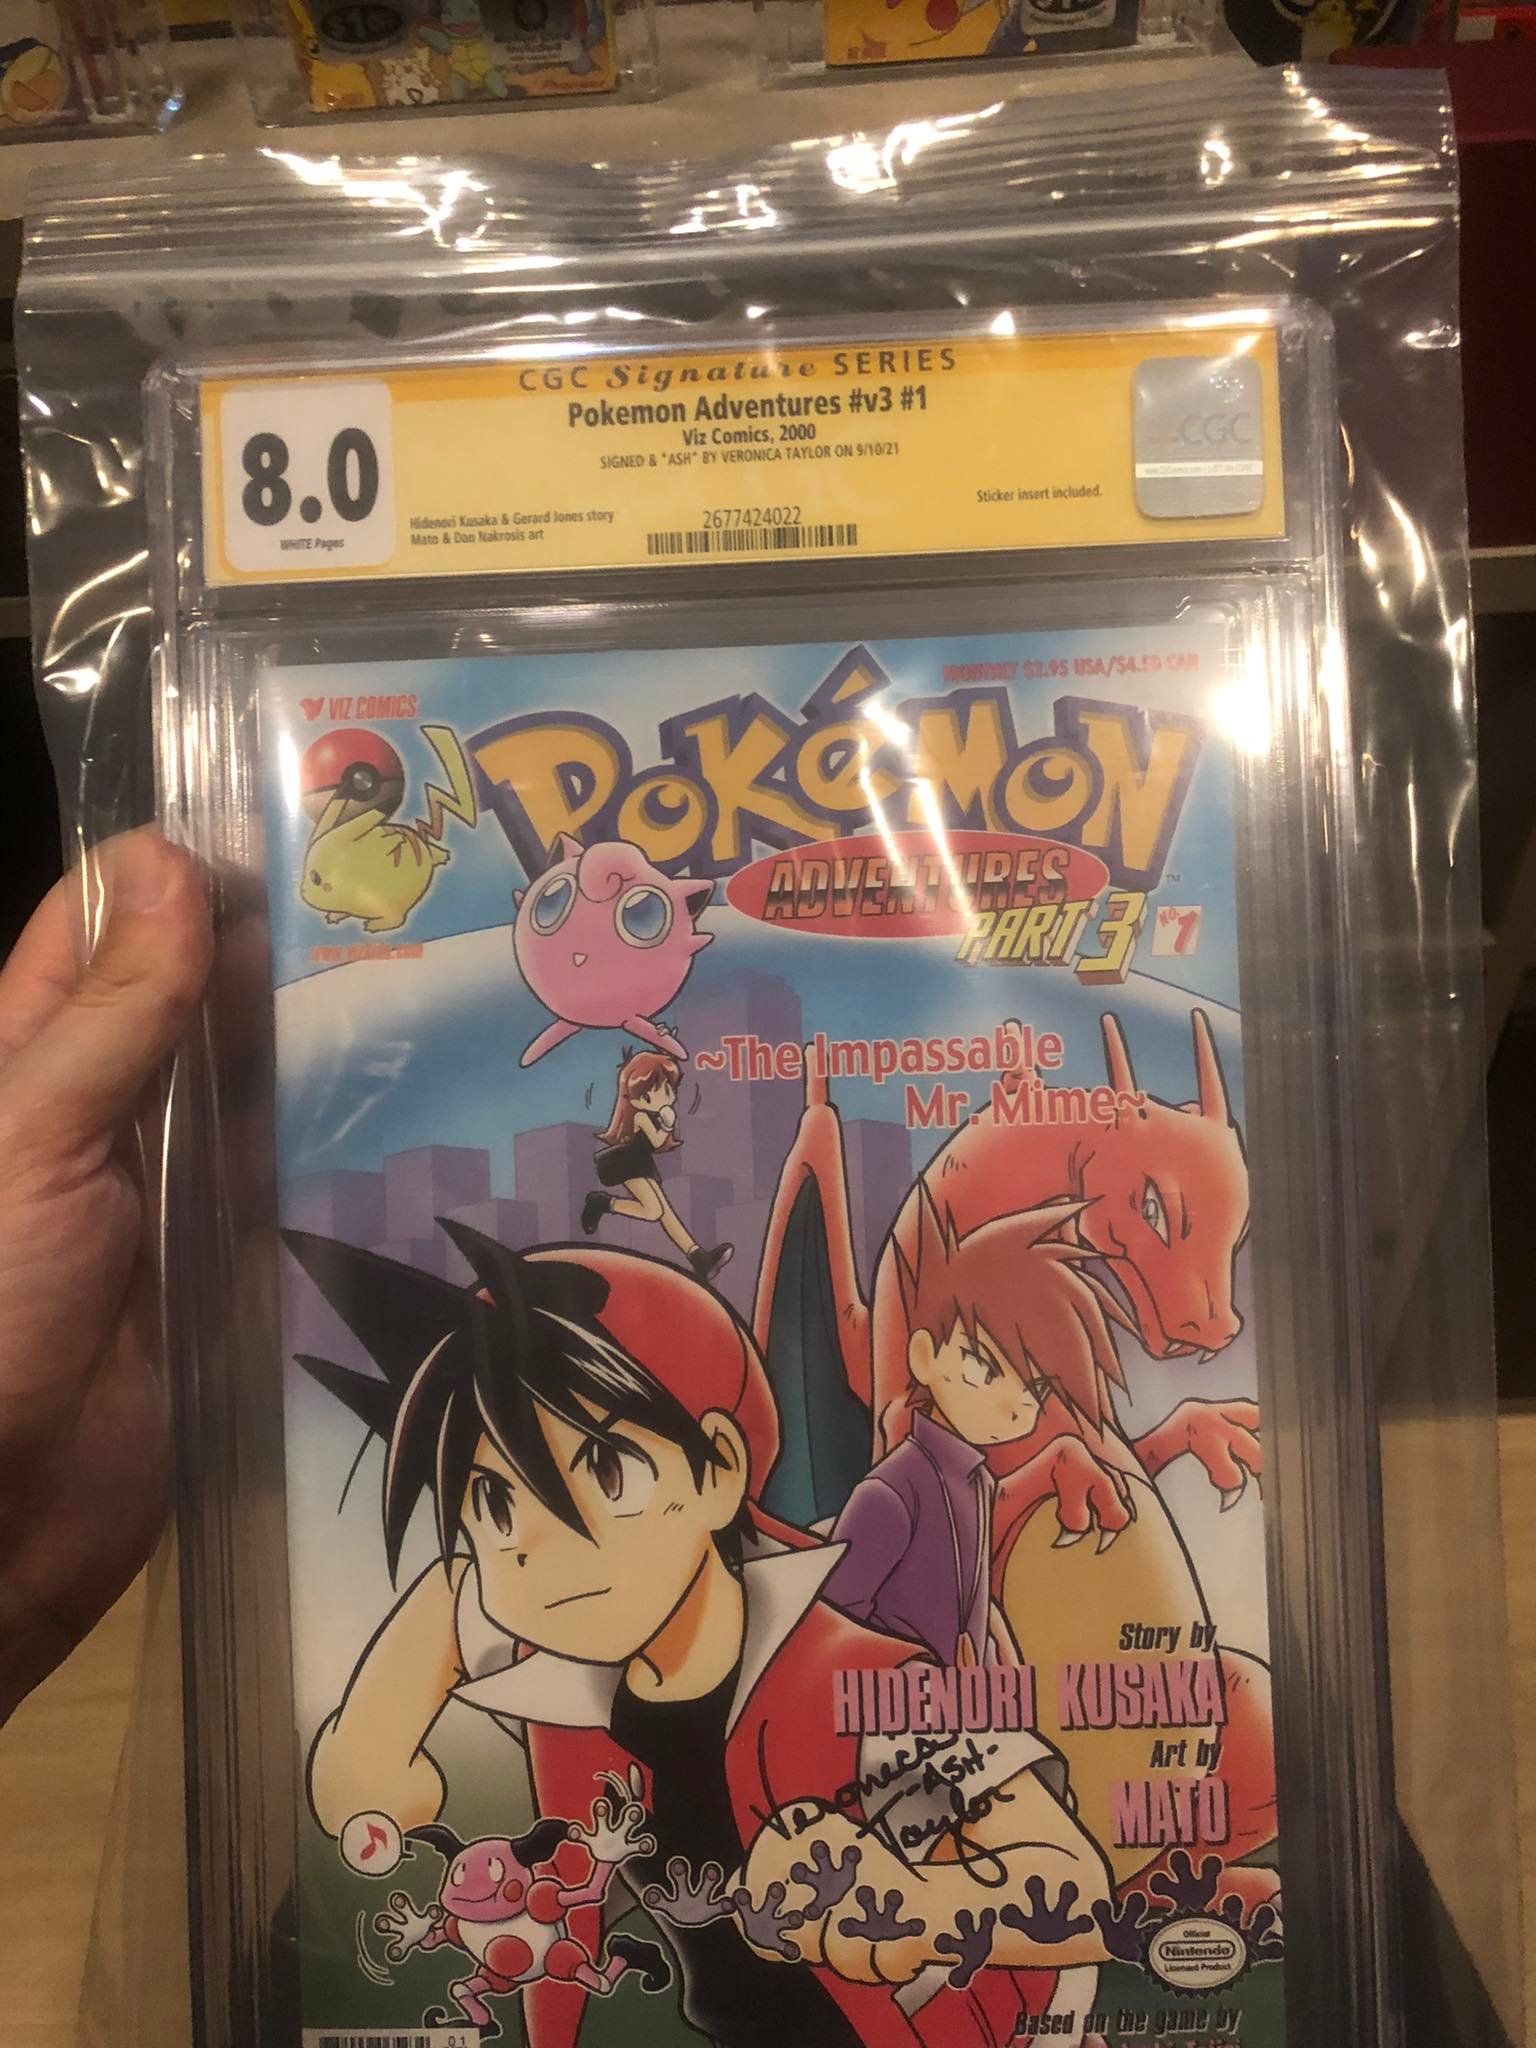 CGC Signature SERIES
Pokemon Adventures #v3 #1
Viz Comics, 2000
SIGNED & "ASH" BY VERONICA TAYLOR ON 9/10/21
8.0
WHITE Pages
Hidenori Kusaka & Gerard Jones story
Mato & Dan Nakrosis art
2677424022
Sticker insert included.
CGC
VIZ COMICS
MONTHLY $2.95 USA/$4.50 CAN
POKéMON
TM
ADVENTURES
PART 3
NO. 1
~The Impassable
Mr. Mime~
Story by
HIDENORI KUSAKA
Art by
MATO
Veronica
-ASH-
Taylor
Official
Nintendo
Licensed Product
Based on the game by
01